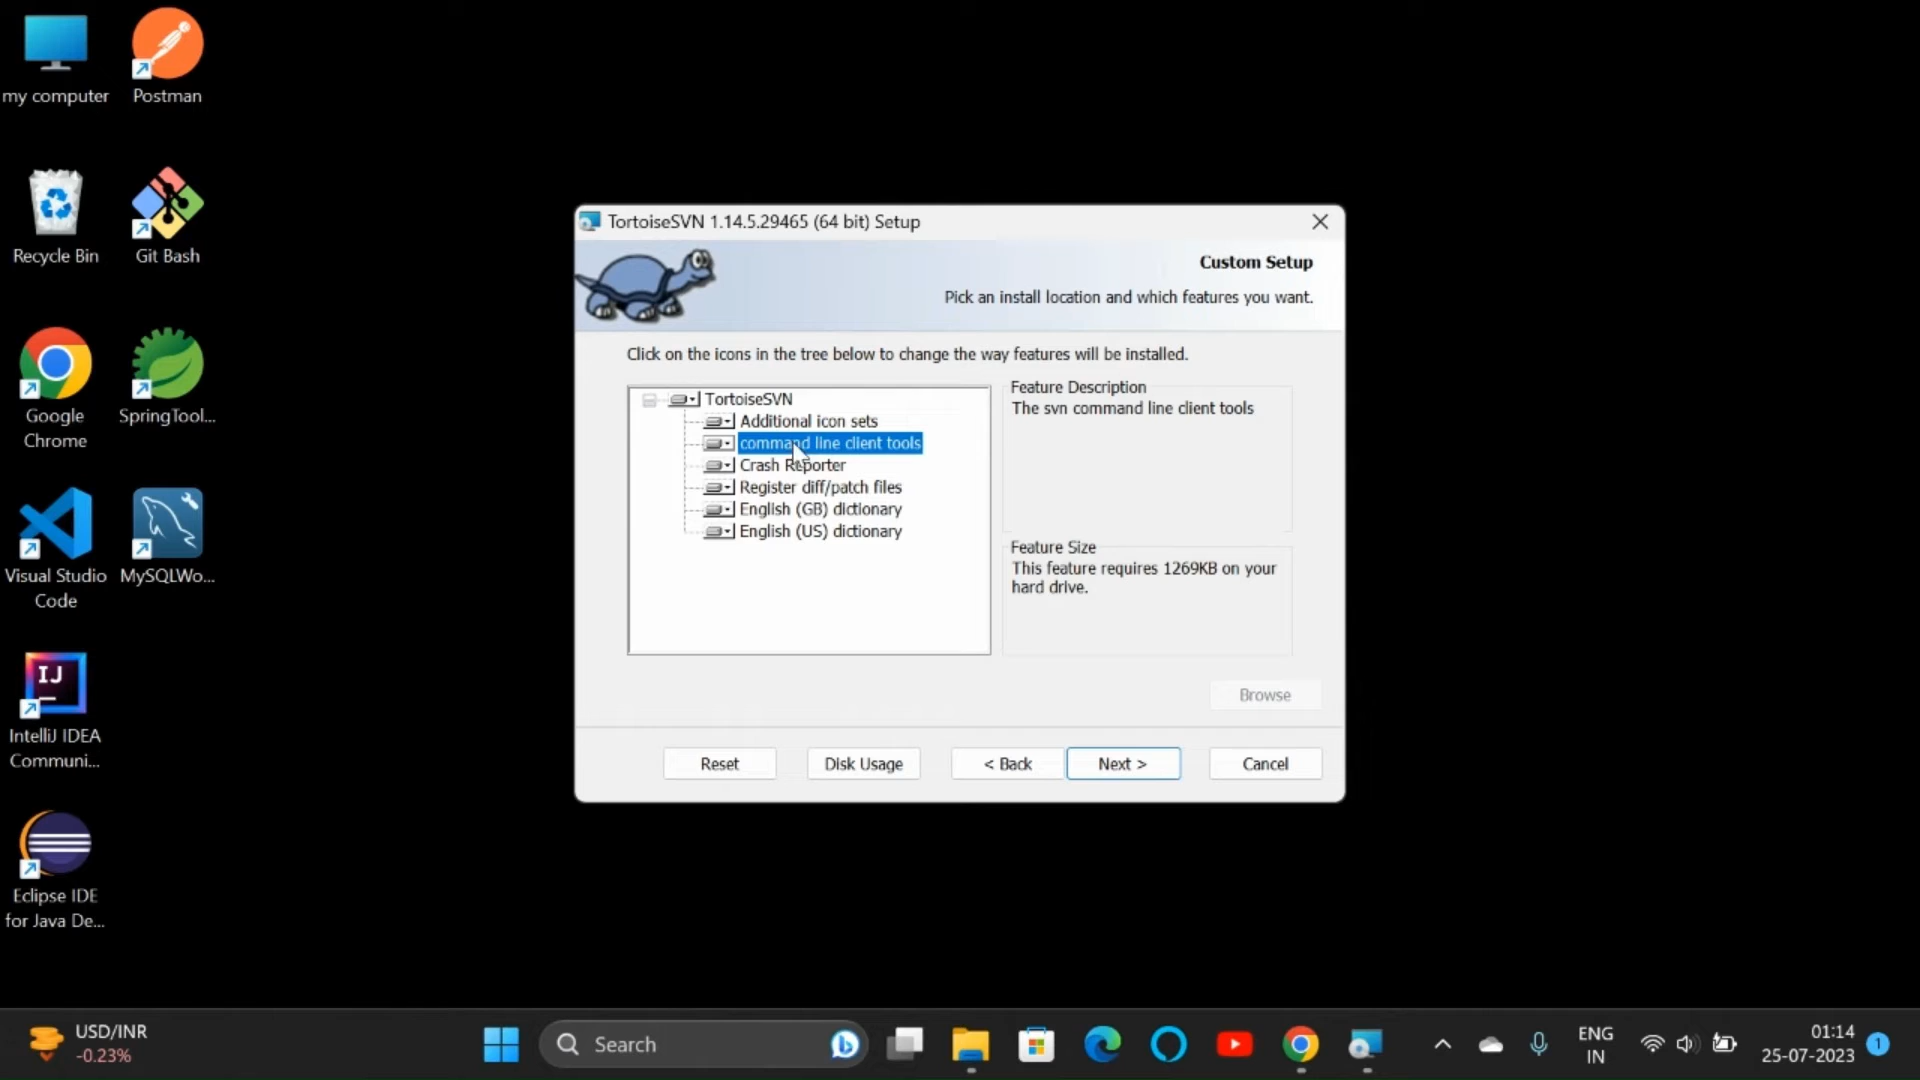 my computer
Postman
Recycle Bin
Git Bash
Google
Chrome
SpringTool...
Visual Studio
Code
MySQLWo...
IJ
IntelliJ IDEA
Communi...
Eclipse IDE
for Java De...
TortoiseSVN 1.14.5.29465 (64 bit) Setup
Custom Setup
Pick an install location and which features you want.
Click on the icons in the tree below to change the way features will be installed.
TortoiseSVN
Additional icon sets
command line client tools
Crash Reporter
Register diff/patch files
English (GB) dictionary
English (US) dictionary
Feature Description
The svn command line client tools
Feature Size
This feature requires 1269KB on your
hard drive.
Browse
Reset
Disk Usage
< Back
Next >
Cancel
USD/INR
-0.23%
Search
ENG
IN
01:14
25-07-2023
1